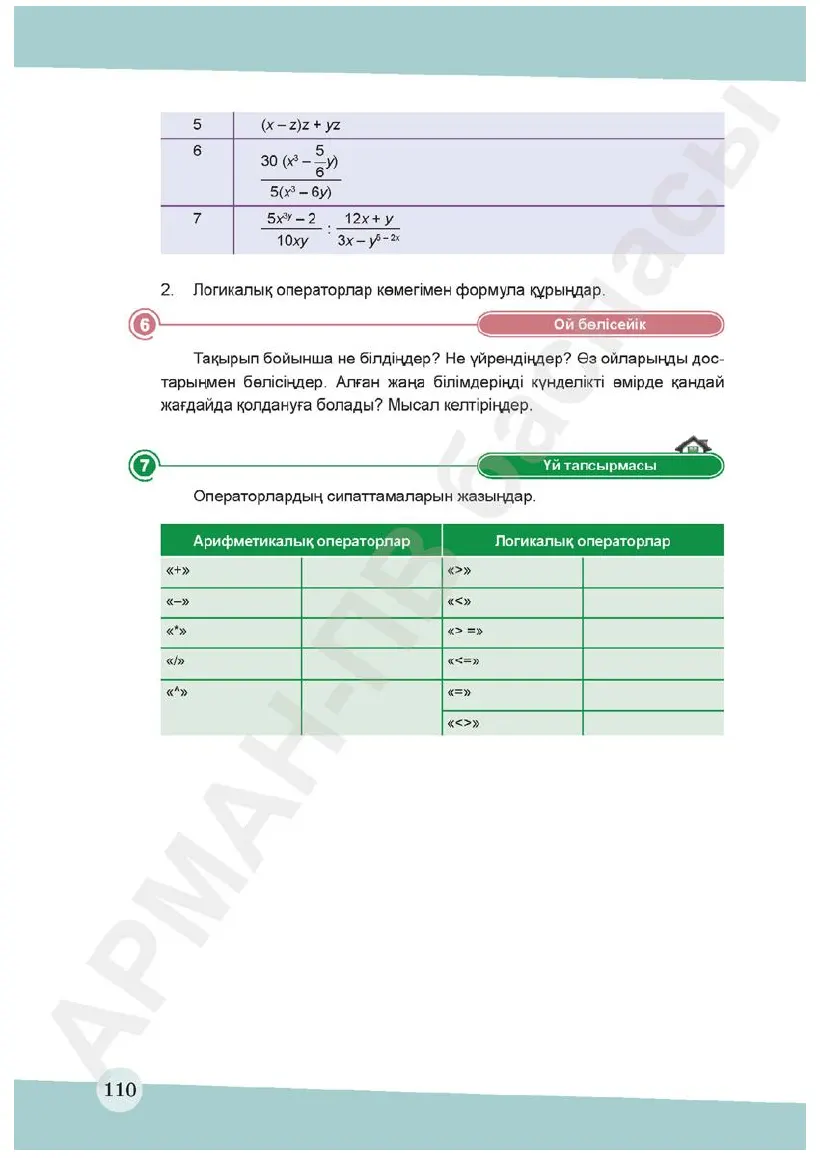 5 (x – z)z + yz
6 30 (x³ – 5/6 y) / 5(x³ – 6y)
7 5x³ʸ – 2 / 10xy : 12x + y / 3x – y⁵ ⁻ ²ˣ
2. Логикалық операторлар көмегімен формула құрыңдар.
6 Ой бөлісейік
Тақырып бойынша не білдіңдер? Не үйрендіңдер? Өз ойларыңды дос-
тарыңмен бөлісіңдер. Алған жаңа білімдеріңді күнделікті өмірде қандай
жағдайда қолдануға болады? Мысал келтіріңдер.
7 Үй тапсырмасы
Операторлардың сипаттамаларын жазыңдар.
Арифметикалық операторлар Логикалық операторлар
«+» «>»
«–» «<»
«*» «> =»
«/» «<=»
«^» «=»
«<>»
110
АРМАН-ПВ баспасы